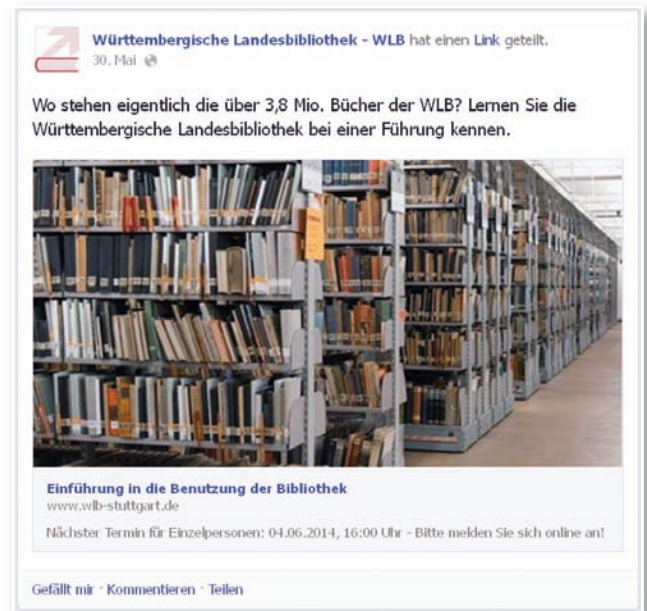 Württembergische Landesbibliothek - WLB hat einen Link geteilt.
30. Mai
Wo stehen eigentlich die über 3,8 Mio. Bücher der WLB? Lernen Sie die
Württembergische Landesbibliothek bei einer Führung kennen.
Einführung in die Benutzung der Bibliothek
www.wlb-stuttgart.de
Nächster Termin für Einzelpersonen: 04.06.2014, 16:00 Uhr - Bitte melden Sie sich online an!
Gefällt mir · Kommentieren · Teilen